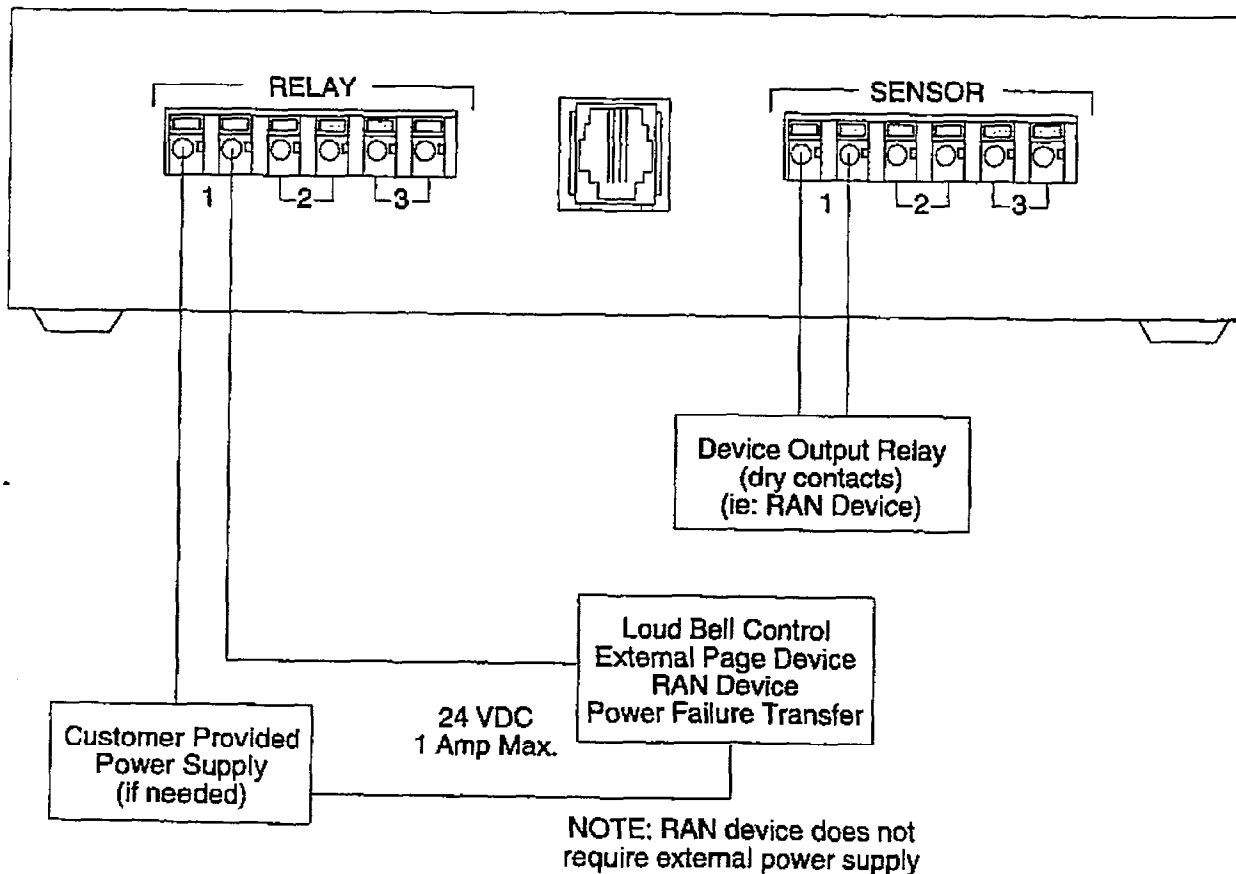 RELAY
SENSOR
1
2
3
1
2
3
Device Output Relay
(dry contacts)
(ie: RAN Device)
Loud Bell Control
External Page Device
RAN Device
Power Failure Transfer
24 VDC
1 Amp Max.
Customer Provided
Power Supply
(if needed)
NOTE: RAN device does not
require external power supply